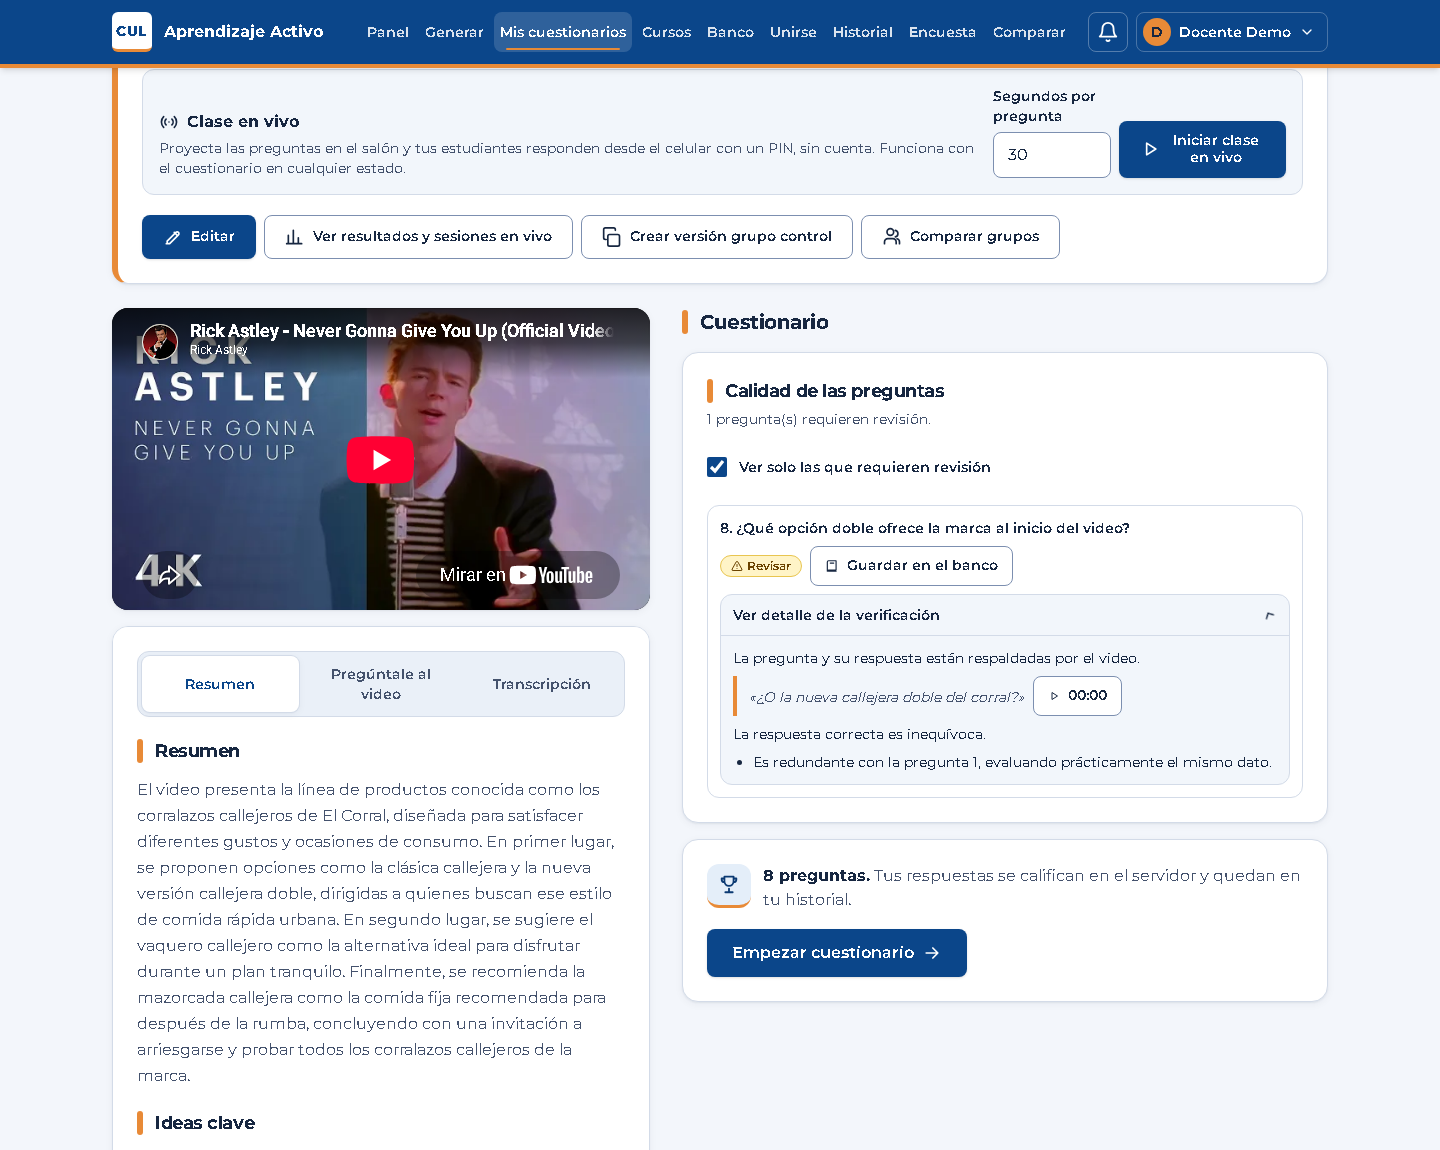 CUL
Aprendizaje Activo
Panel
Generar
Mis cuestionarios
Cursos
Banco
Unirse
Historial
Encuesta
Comparar
D
Docente Demo
Clase en vivo
Proyecta las preguntas en el salón y tus estudiantes responden desde el celular con un PIN, sin cuenta. Funciona con
el cuestionario en cualquier estado.
Segundos por
pregunta
30
Iniciar clase
en vivo
Editar
Ver resultados y sesiones en vivo
Crear versión grupo control
Comparar grupos
Rick Astley - Never Gonna Give You Up (Official Video
Rick Astley
RICK
ASTLEY
NEVER GONNA
GIVE YOU UP
4K
Mirar en YouTube
Resumen
Pregúntale al
video
Transcripción
Resumen
El video presenta la línea de productos conocida como los
corralazos callejeros de El Corral, diseñada para satisfacer
diferentes gustos y ocasiones de consumo. En primer lugar,
se proponen opciones como la clásica callejera y la nueva
versión callejera doble, dirigidas a quienes buscan ese estilo
de comida rápida urbana. En segundo lugar, se sugiere el
vaquero callejero como la alternativa ideal para disfrutar
durante un plan tranquilo. Finalmente, se recomienda la
mazorcada callejera como la comida fija recomendada para
después de la rumba, concluyendo con una invitación a
arriesgarse y probar todos los corralazos callejeros de la
marca.
Ideas clave
Cuestionario
Calidad de las preguntas
1 pregunta(s) requieren revisión.
Ver solo las que requieren revisión
8. ¿Qué opción doble ofrece la marca al inicio del video?
Revisar
Guardar en el banco
Ver detalle de la verificación
La pregunta y su respuesta están respaldadas por el video.
«¿O la nueva callejera doble del corral?»
00:00
La respuesta correcta es inequívoca.
• Es redundante con la pregunta 1, evaluando prácticamente el mismo dato.
8 preguntas. Tus respuestas se califican en el servidor y quedan en
tu historial.
Empezar cuestionario